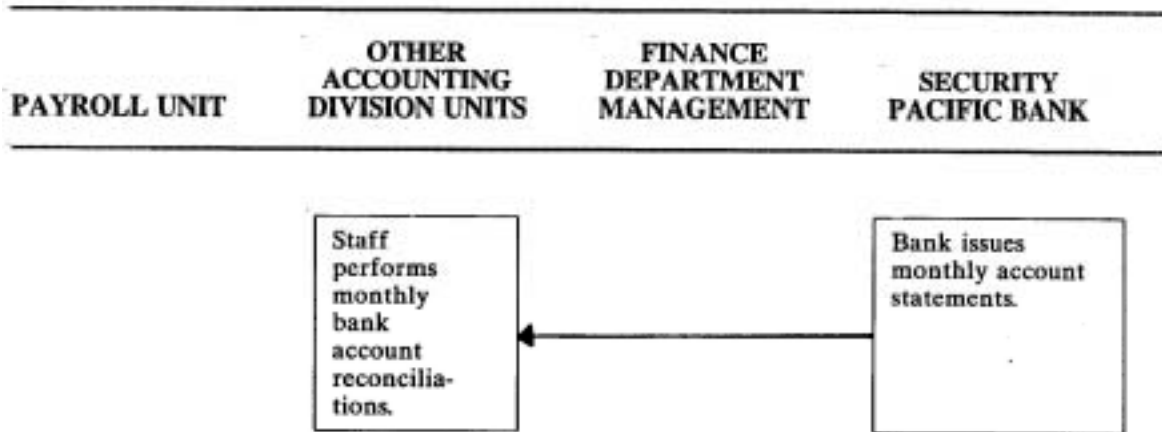 PAYROLL UNIT
OTHER
ACCOUNTING
DIVISION UNITS
FINANCE
DEPARTMENT
MANAGEMENT
SECURITY
PACIFIC BANK
Staff
performs
monthly
bank
account
reconcilia-
tions.
Bank issues
monthly account
statements.